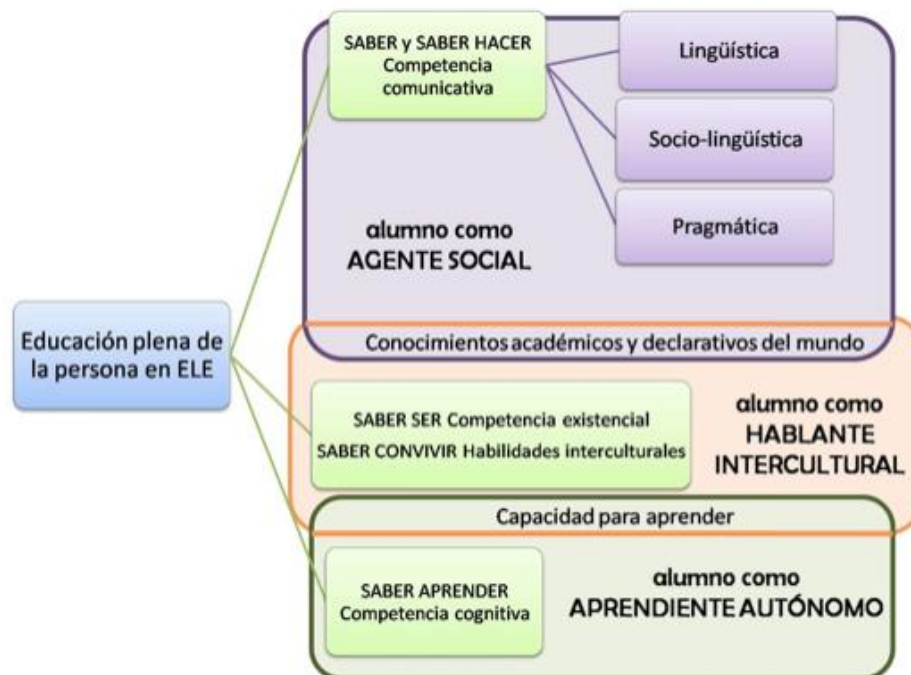 SABER y SABER HACER
Competencia
comunicativa
Lingüística
Socio-lingüística
Pragmática
alumno como
AGENTE SOCIAL
Educación plena de
la persona en ELE
Conocimientos académicos y declarativos del mundo
SABER SER Competencia existencial
SABER CONVIVIR Habilidades interculturales
alumno como
HABLANTE
INTERCULTURAL
Capacidad para aprender
SABER APRENDER
Competencia cognitiva
alumno como
APRENDIENTE AUTÓNOMO